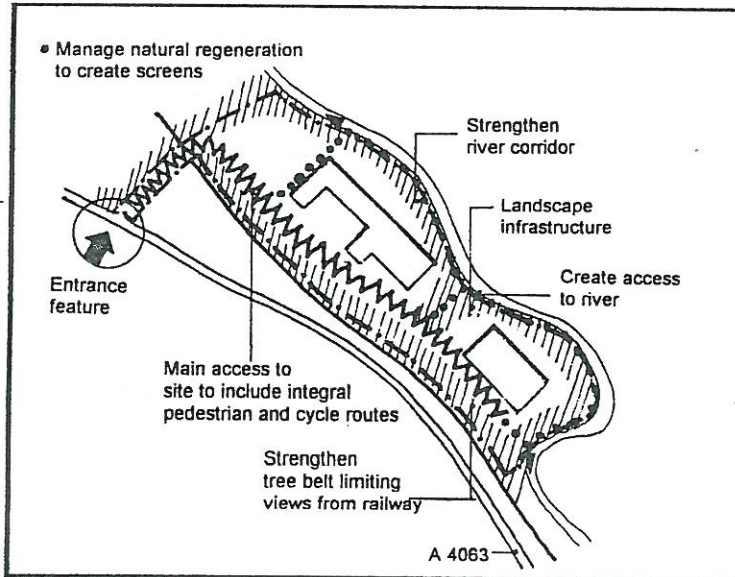 • Manage natural regeneration
to create screens
Strengthen
river corridor
Landscape
infrastructure
Create access
to river
Entrance
feature
Main access to
site to include integral
pedestrian and cycle routes
Strengthen
tree belt limiting
views from railway
A 4063